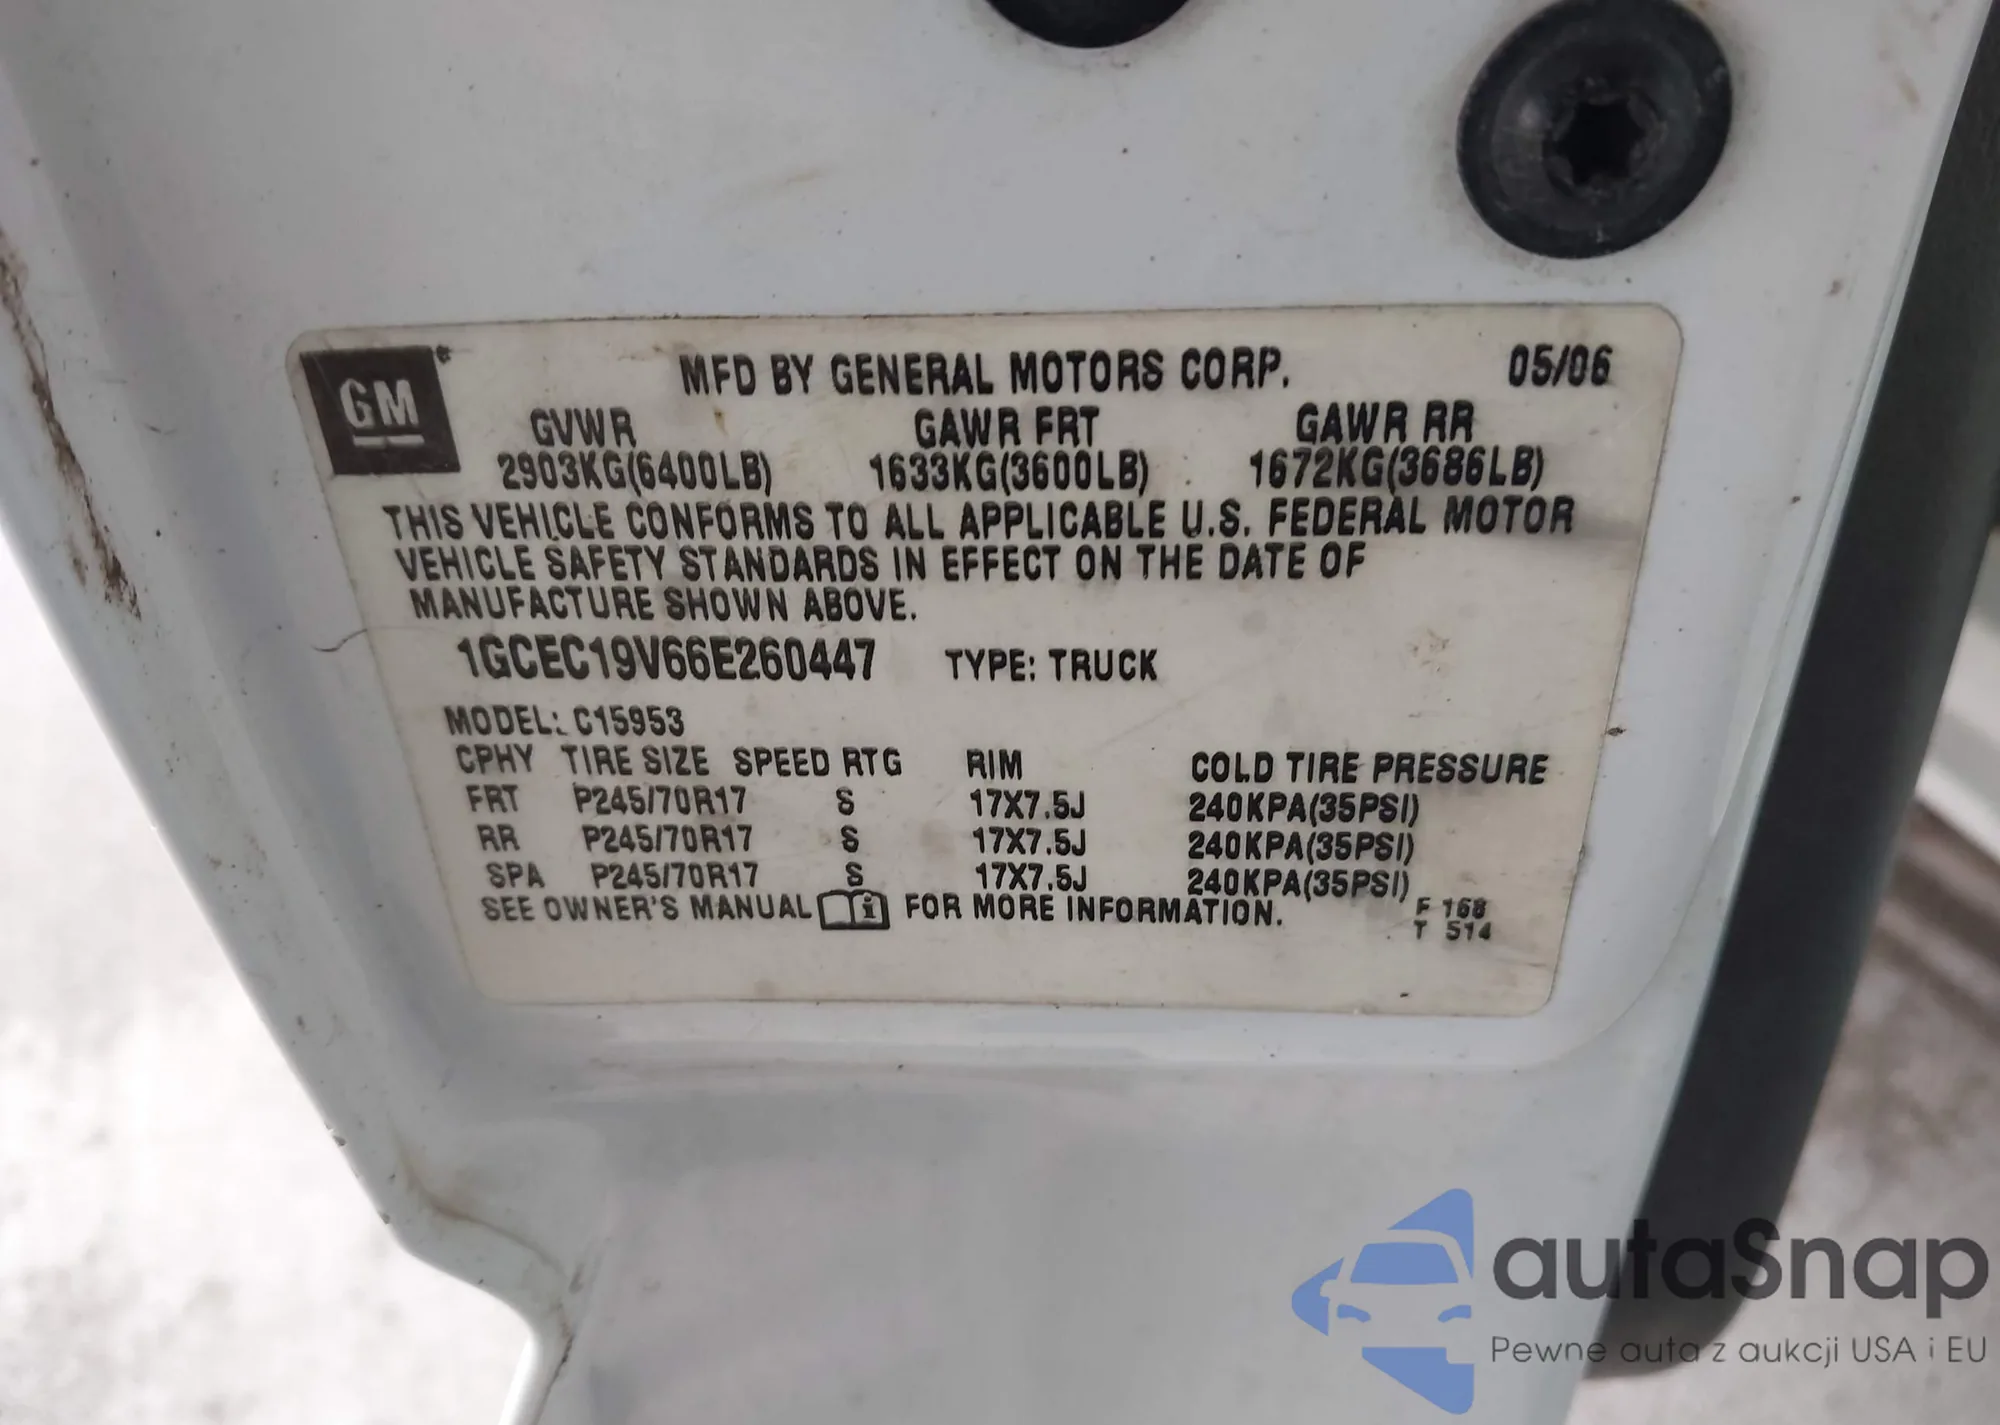 GM
MFD BY GENERAL MOTORS CORP. 05/06
GVWR GAWR FRT GAWR RR
2903KG(6400LB) 1633KG(3600LB) 1672KG(3686LB)
THIS VEHICLE CONFORMS TO ALL APPLICABLE U.S. FEDERAL MOTOR
VEHICLE SAFETY STANDARDS IN EFFECT ON THE DATE OF
MANUFACTURE SHOWN ABOVE.
1GCEC19V66E260447 TYPE: TRUCK
MODEL: C15953
CPHY TIRE SIZE SPEED RTG RIM COLD TIRE PRESSURE
FRT P245/70R17 S 17X7.5J 240KPA(35PSI)
RR P245/70R17 S 17X7.5J 240KPA(35PSI)
SPA P245/70R17 S 17X7.5J 240KPA(35PSI)
SEE OWNER'S MANUAL i FOR MORE INFORMATION.
F 168
T 514
autaSnap
Pewne auta z aukcji USA i EU